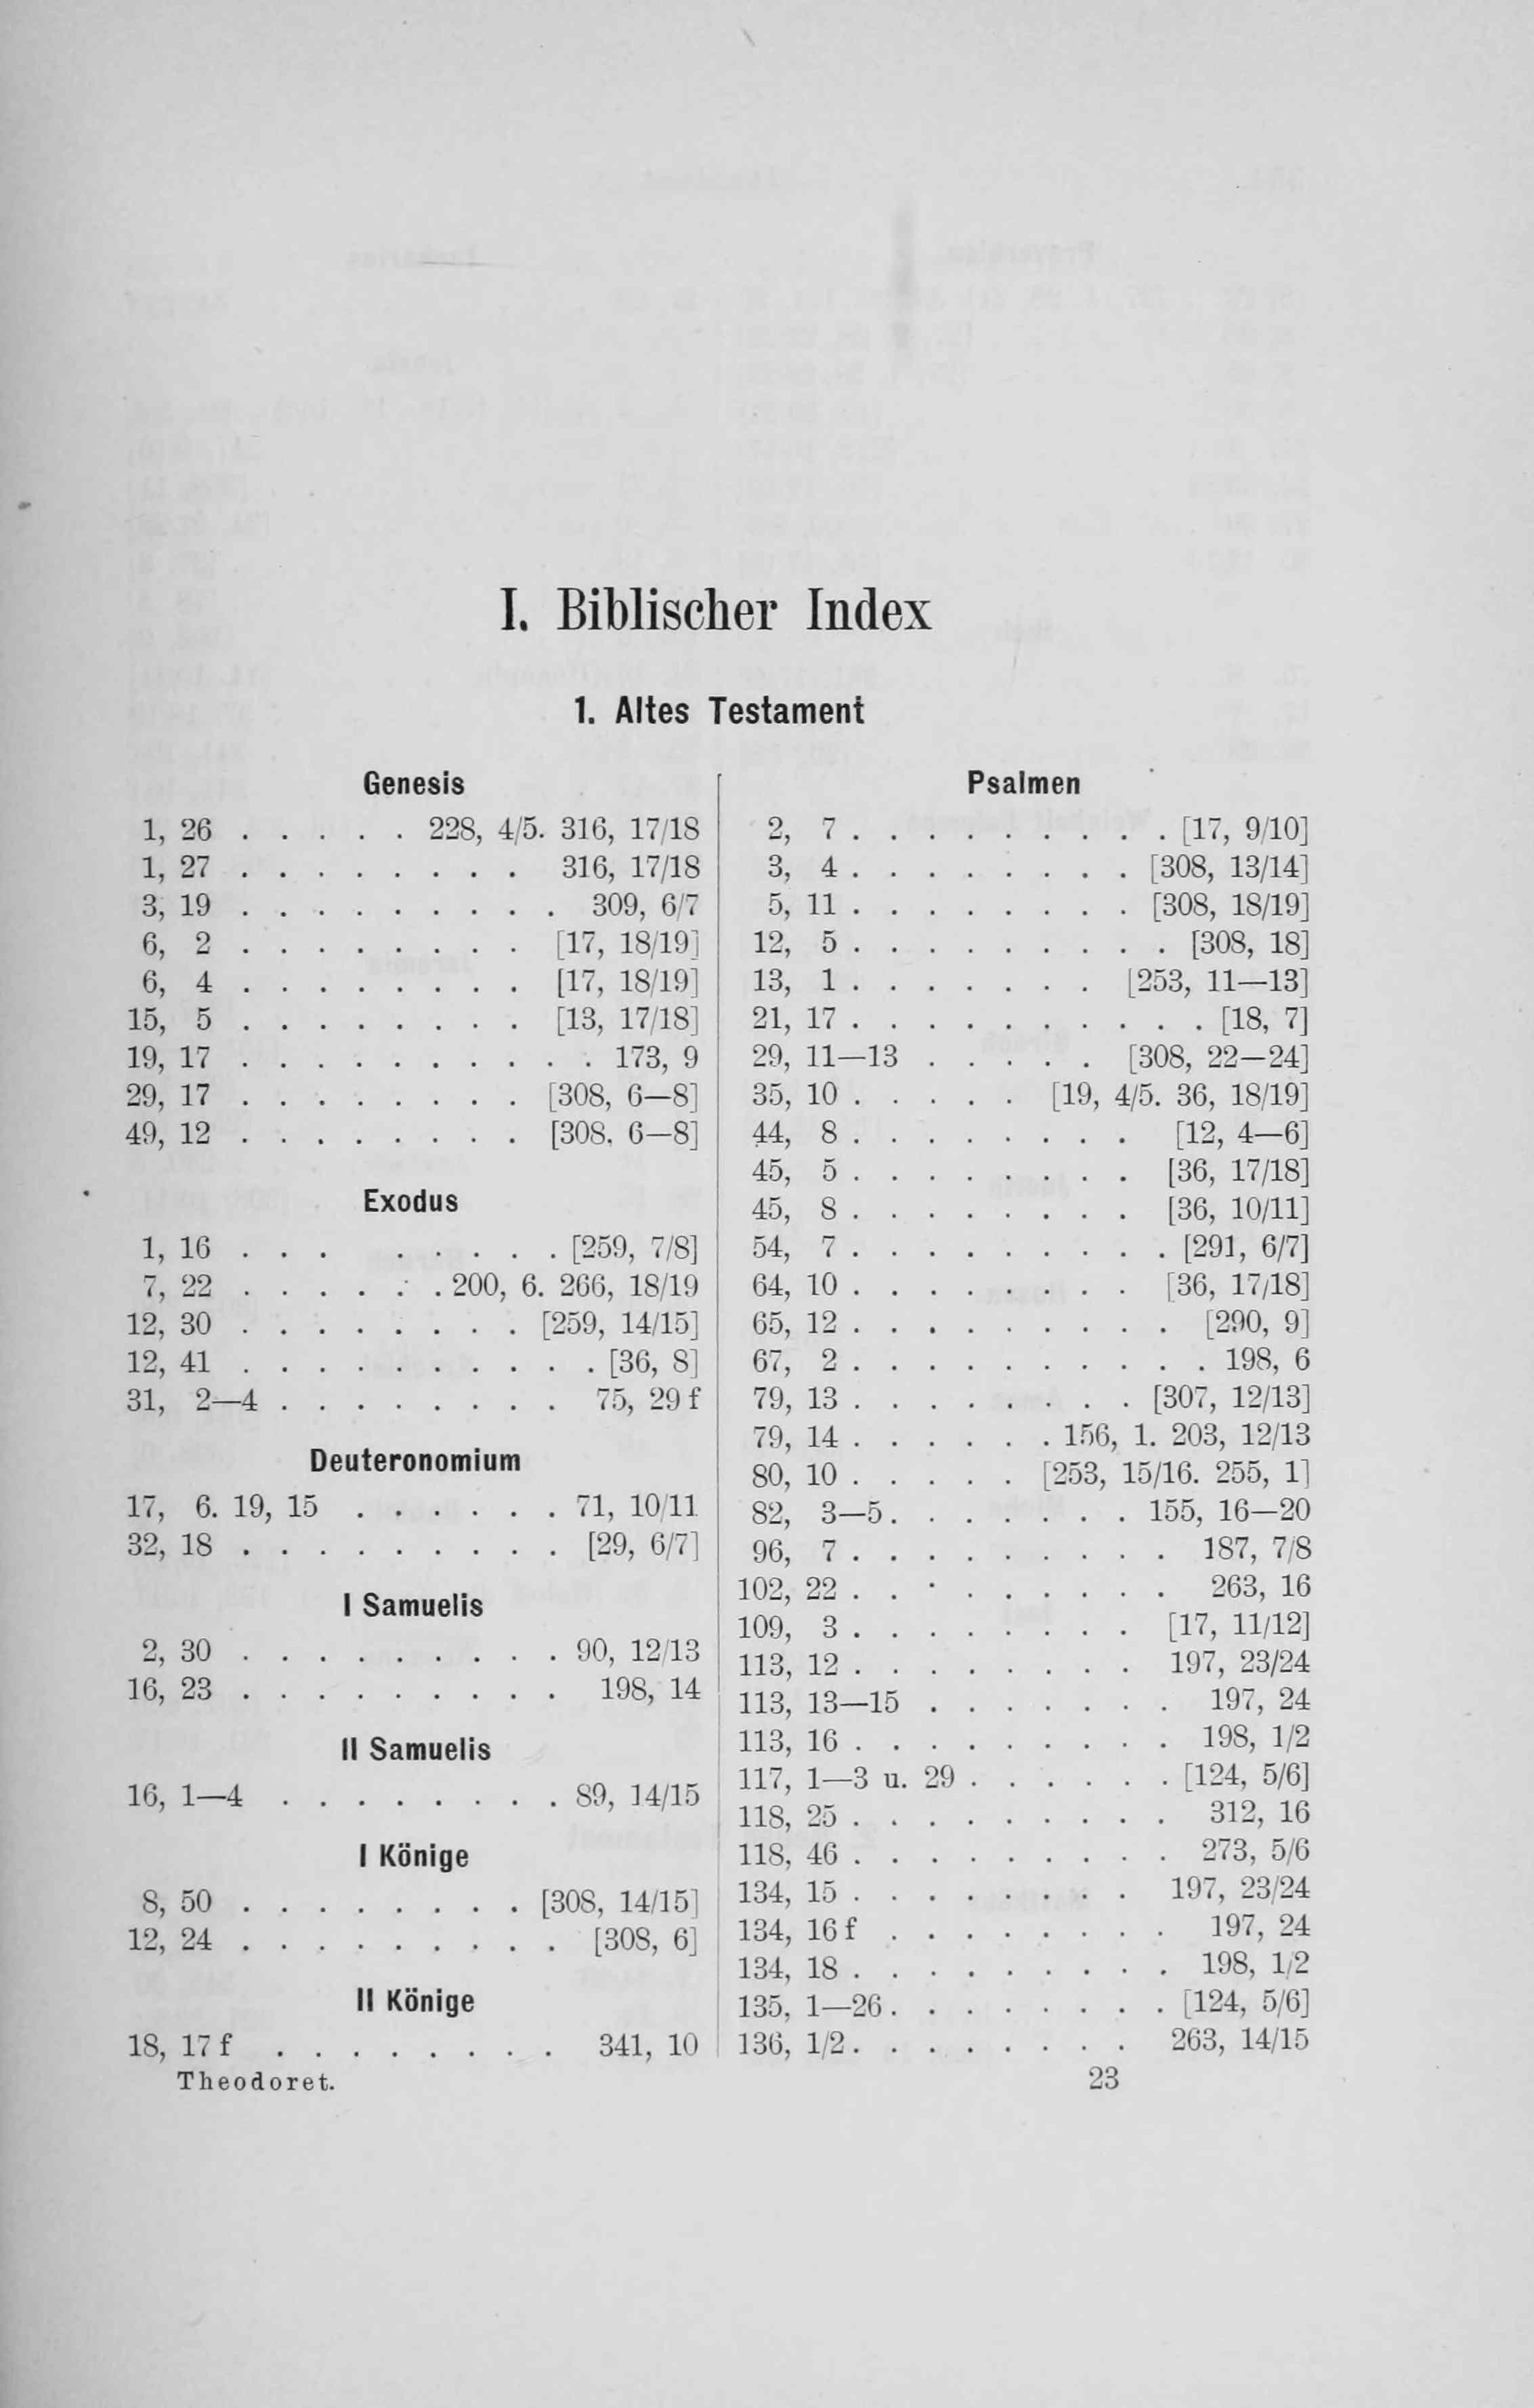 I. Biblischer Index
1. Altes Testament
Genesis
1, 26 . . . . . 228, 4/5. 316, 17/18
1, 27 . . . . . . . . 316, 17/18
3, 19 . . . . . . . . . 309, 6/7
6, 2 . . . . . . . . [17, 18/19]
6, 4 . . . . . . . . [17, 18/19]
15, 5 . . . . . . . . [13, 17/18]
19, 17 . . . . . . . . . . 173, 9
29, 17 . . . . . . . . [308, 6—8]
49, 12 . . . . . . . . [308, 6—8]
Exodus
1, 16 . . . . . . . . [259, 7/8]
7, 22 . . . . . . 200, 6. 266, 18/19
12, 30 . . . . . . . . [259, 14/15]
12, 41 . . . . . . . . . . [36, 8]
31, 2—4 . . . . . . . . 75, 29 f
Deuteronomium
17, 6. 19, 15 . . . . . . 71, 10/11
32, 18 . . . . . . . . . [29, 6/7]
I Samuelis
2, 30 . . . . . . . . . 90, 12/13
16, 23 . . . . . . . . . 198, 14
II Samuelis
16, 1—4 . . . . . . . . 89, 14/15
I Könige
8, 50 . . . . . . . . [308, 14/15]
12, 24 . . . . . . . . . [308, 6]
II Könige
18, 17 f . . . . . . . . 341, 10
Psalmen
2, 7 . . . . . . . . . [17, 9/10]
3, 4 . . . . . . . . [308, 13/14]
5, 11 . . . . . . . . [308, 18/19]
12, 5 . . . . . . . . . [308, 18]
13, 1 . . . . . . . [253, 11—13]
21, 17 . . . . . . . . . . [18, 7]
29, 11—13 . . . . . [308, 22—24]
35, 10 . . . . . [19, 4/5. 36, 18/19]
44, 8 . . . . . . . . [12, 4—6]
45, 5 . . . . . . . . [36, 17/18]
45, 8 . . . . . . . . [36, 10/11]
54, 7 . . . . . . . . . [291, 6/7]
64, 10 . . . . . . . . [36, 17/18]
65, 12 . . . . . . . . . [290, 9]
67, 2 . . . . . . . . . . 198, 6
79, 13 . . . . . . . . [307, 12/13]
79, 14 . . . . . . 156, 1. 203, 12/13
80, 10 . . . . . [253, 15/16. 255, 1]
82, 3—5 . . . . . . . 155, 16—20
96, 7 . . . . . . . . . 187, 7/8
102, 22 . . . . . . . . . 263, 16
109, 3 . . . . . . . . [17, 11/12]
113, 12 . . . . . . . . 197, 23/24
113, 13—15 . . . . . . . 197, 24
113, 16 . . . . . . . . . 198, 1/2
117, 1—3 u. 29 . . . . . . [124, 5/6]
118, 25 . . . . . . . . . 312, 16
118, 46 . . . . . . . . . 273, 5/6
134, 15 . . . . . . . . 197, 23/24
134, 16 f . . . . . . . . 197, 24
134, 18 . . . . . . . . . 198, 1/2
135, 1—26 . . . . . . . . [124, 5/6]
136, 1/2 . . . . . . . . 263, 14/15
Theodoret.
23